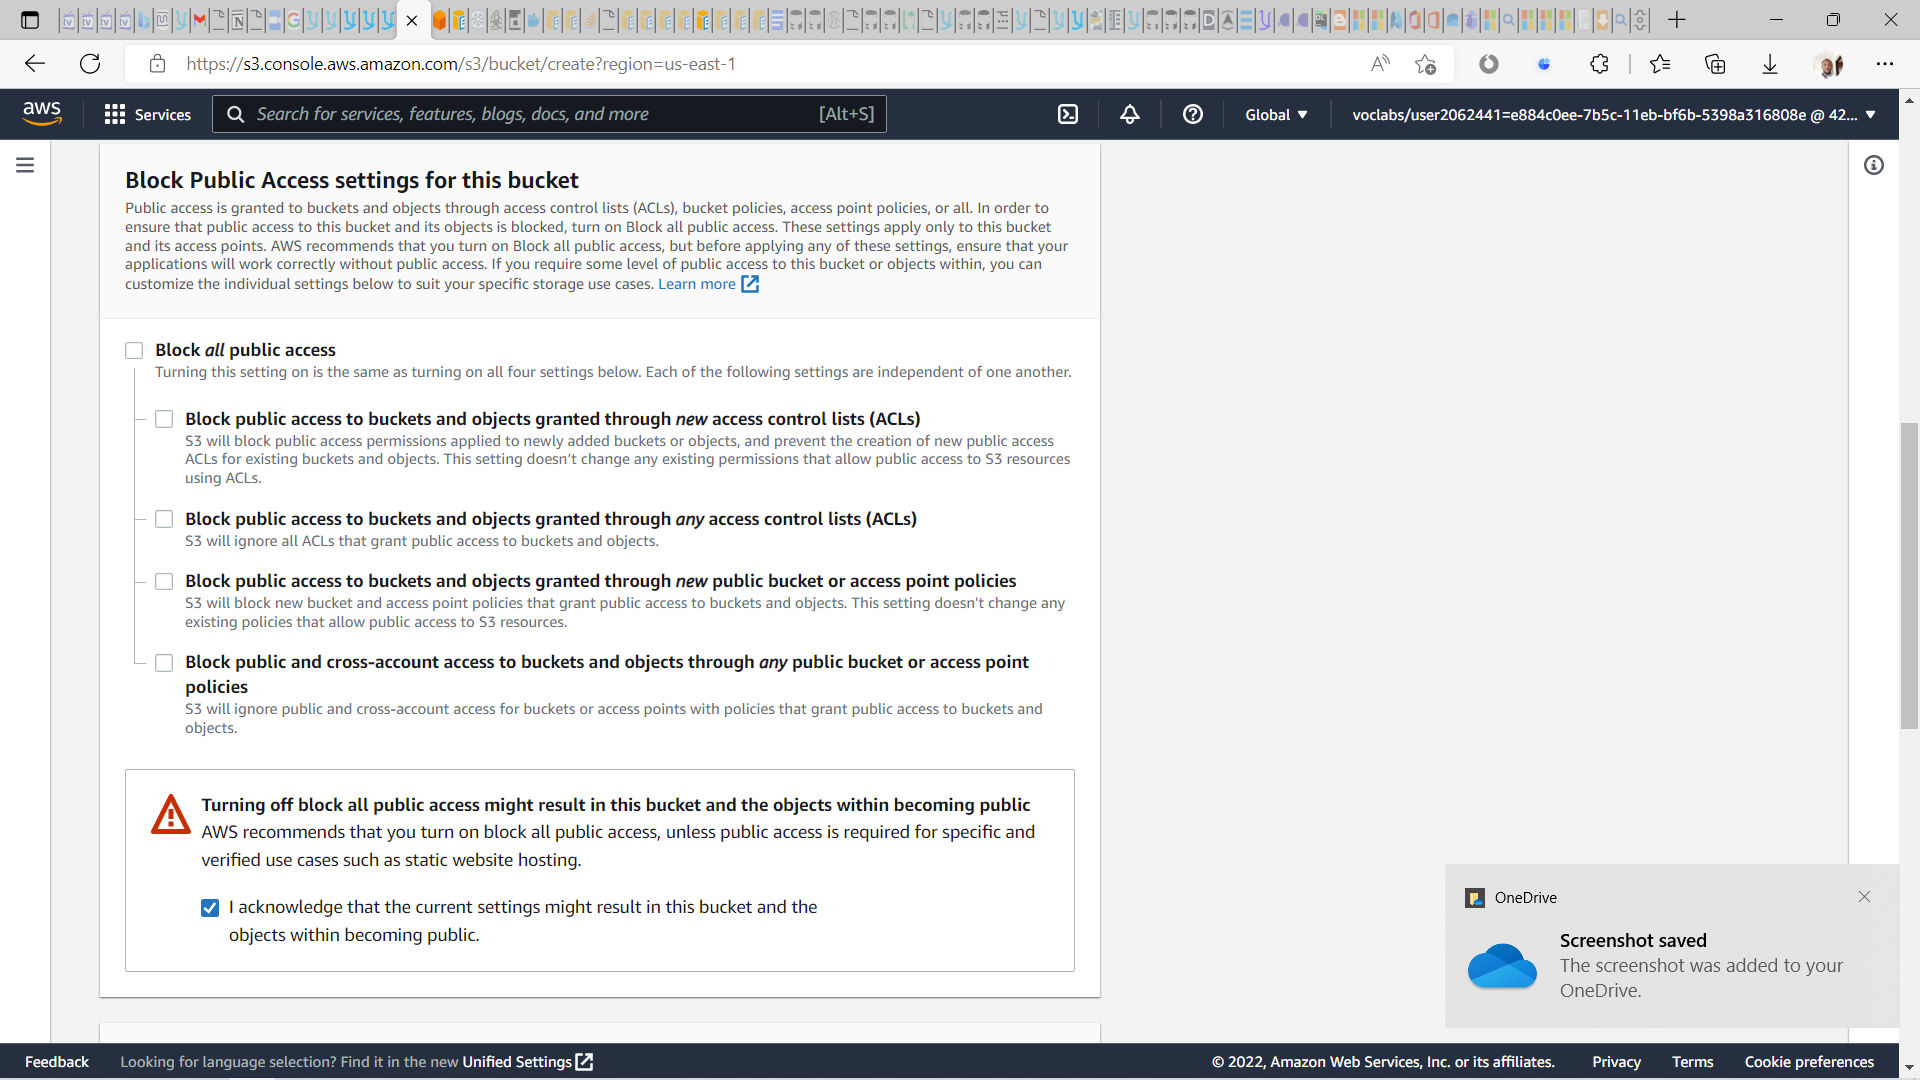 https://s3.console.aws.amazon.com/s3/bucket/create?region=us-east-1
aws
Services
Search for services, features, blogs, docs, and more
[Alt+S]
Global
voclabs/user2062441=e884c0ee-7b5c-11eb-bf6b-5398a316808e @ 42...
Block Public Access settings for this bucket
Public access is granted to buckets and objects through access control lists (ACLs), bucket policies, access point policies, or all. In order to
ensure that public access to this bucket and its objects is blocked, turn on Block all public access. These settings apply only to this bucket
and its access points. AWS recommends that you turn on Block all public access, but before applying any of these settings, ensure that your
applications will work correctly without public access. If you require some level of public access to this bucket or objects within, you can
customize the individual settings below to suit your specific storage use cases. Learn more
Block all public access
Turning this setting on is the same as turning on all four settings below. Each of the following settings are independent of one another.
Block public access to buckets and objects granted through new access control lists (ACLs)
S3 will block public access permissions applied to newly added buckets or objects, and prevent the creation of new public access
ACLs for existing buckets and objects. This setting doesn’t change any existing permissions that allow public access to S3 resources
using ACLs.
Block public access to buckets and objects granted through any access control lists (ACLs)
S3 will ignore all ACLs that grant public access to buckets and objects.
Block public access to buckets and objects granted through new public bucket or access point policies
S3 will block new bucket and access point policies that grant public access to buckets and objects. This setting doesn't change any
existing policies that allow public access to S3 resources.
Block public and cross-account access to buckets and objects through any public bucket or access point
policies
S3 will ignore public and cross-account access for buckets or access points with policies that grant public access to buckets and
objects.
Turning off block all public access might result in this bucket and the objects within becoming public
AWS recommends that you turn on block all public access, unless public access is required for specific and
verified use cases such as static website hosting.
I acknowledge that the current settings might result in this bucket and the
objects within becoming public.
OneDrive
Screenshot saved
The screenshot was added to your
OneDrive.
Feedback
Looking for language selection? Find it in the new Unified Settings
© 2022, Amazon Web Services, Inc. or its affiliates.
Privacy
Terms
Cookie preferences